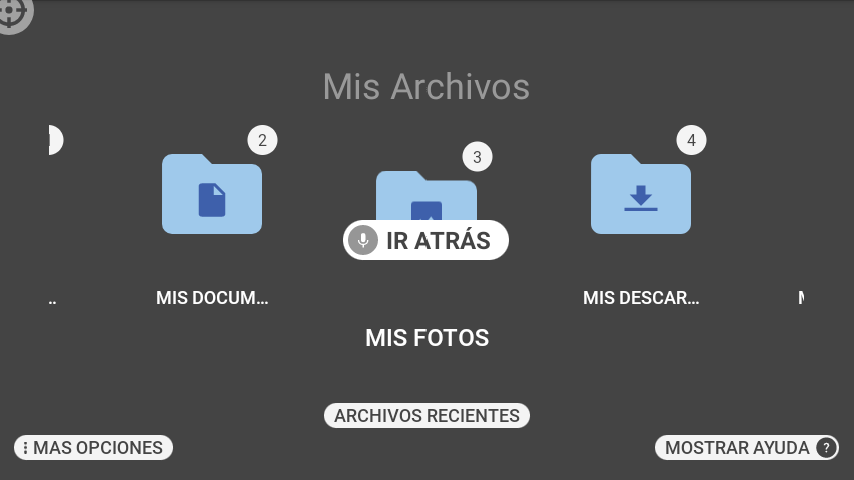 Mis Archivos
2
3
4
IR ATRÁS
..
MIS DOCUM...
MIS DESCAR...
MIS FOTOS
ARCHIVOS RECIENTES
MAS OPCIONES
MOSTRAR AYUDA ?